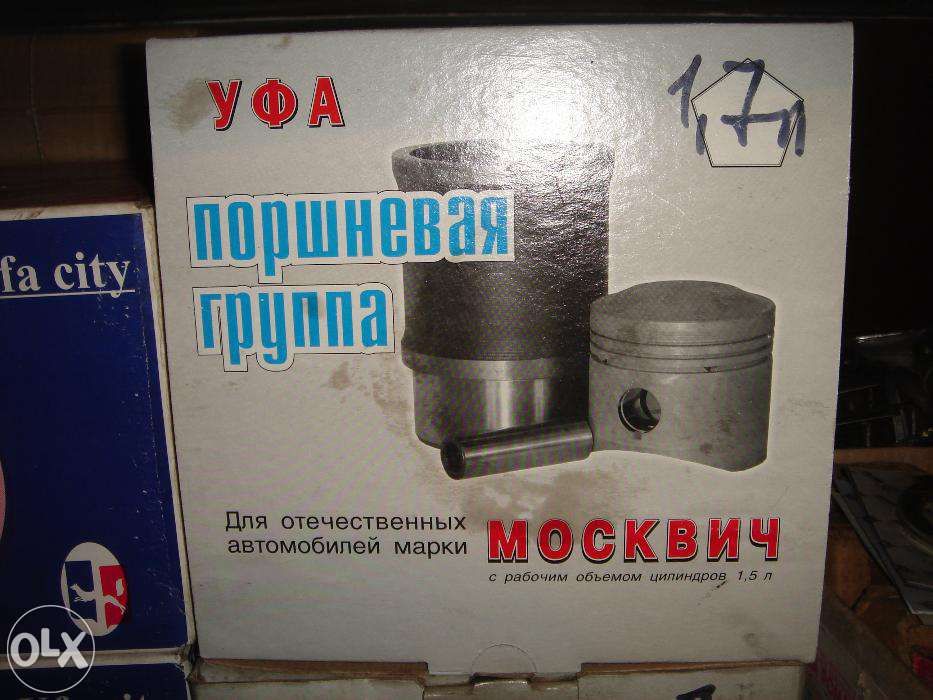 УФА
1,7л
поршневая
группа
fa city
Для отечественных
автомобилей марки
МОСКВИЧ
с рабочим объемом цилиндров 1,5 л
OLX